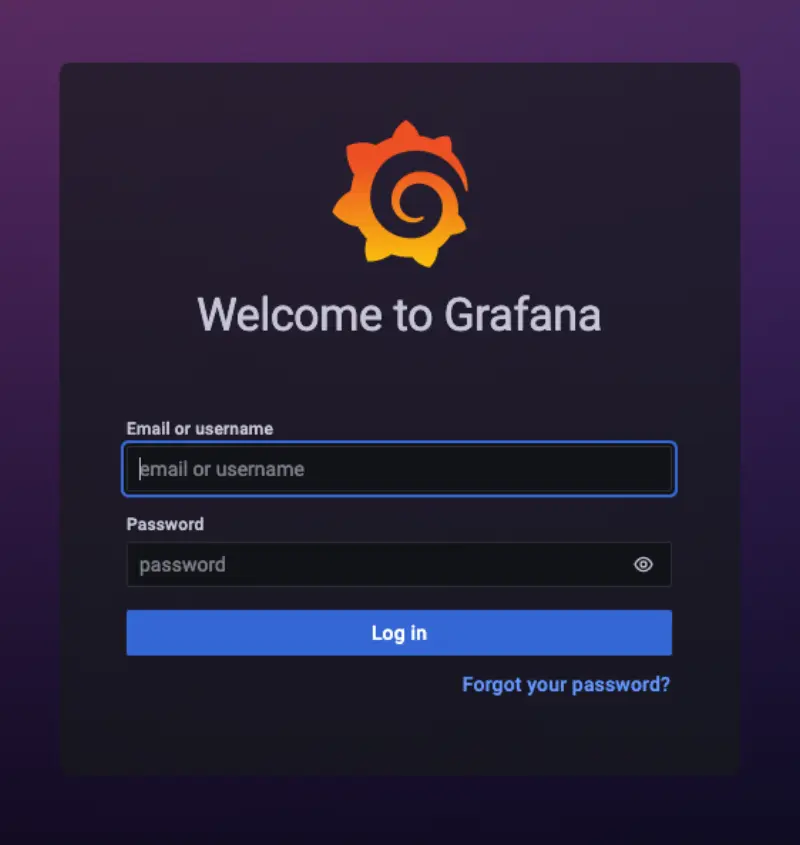 Welcome to Grafana
Email or username
email or username
Password
password
Log in
Forgot your password?